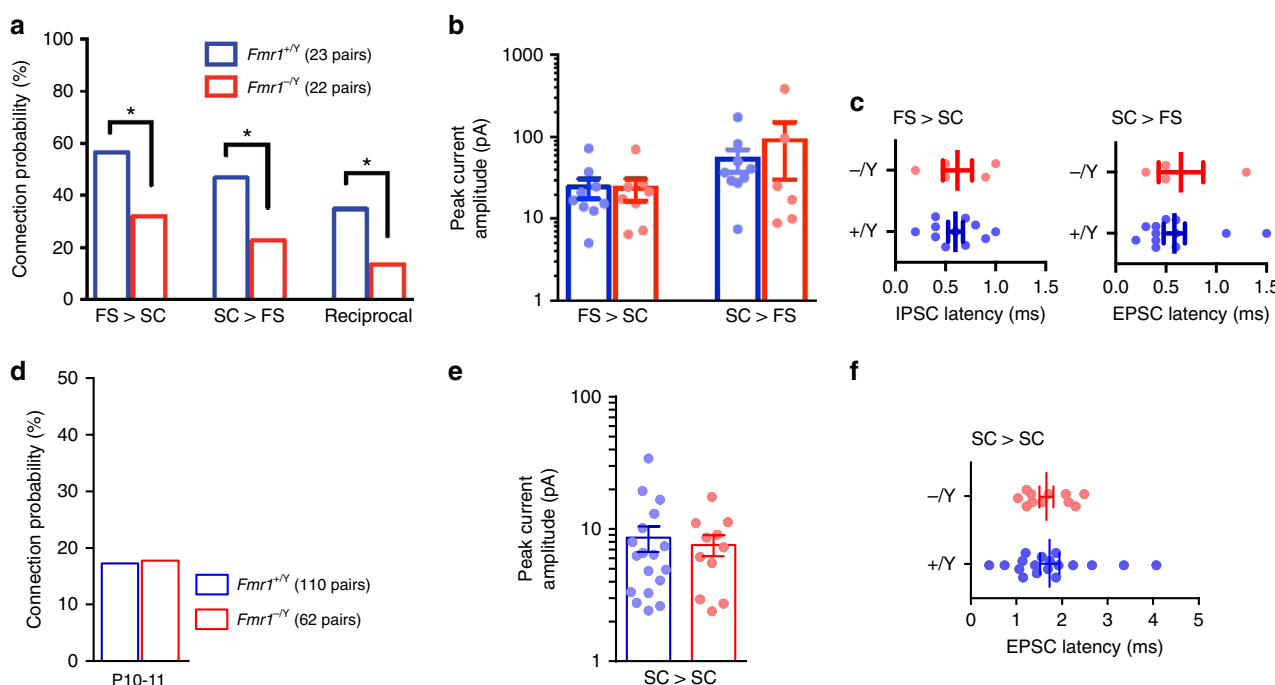 a
100
80
60
40
20
0
Connection probability (%)
Fmr1+/Y (23 pairs)
Fmr1–/Y (22 pairs)
*
*
*
FS > SC
SC > FS
Reciprocal
b
1000
100
10
1
Peak current
amplitude (pA)
FS > SC
SC > FS
c
FS > SC
–/Y
+/Y
0.0 0.5 1.0 1.5
IPSC latency (ms)
SC > FS
–/Y
+/Y
0.0 0.5 1.0 1.5
EPSC latency (ms)
d
50
40
30
20
10
0
Connection probability (%)
Fmr1+/Y (110 pairs)
Fmr1–/Y (62 pairs)
P10-11
e
100
10
1
Peak current
amplitude (pA)
SC > SC
f
SC > SC
–/Y
+/Y
0 1 2 3 4 5
EPSC latency (ms)